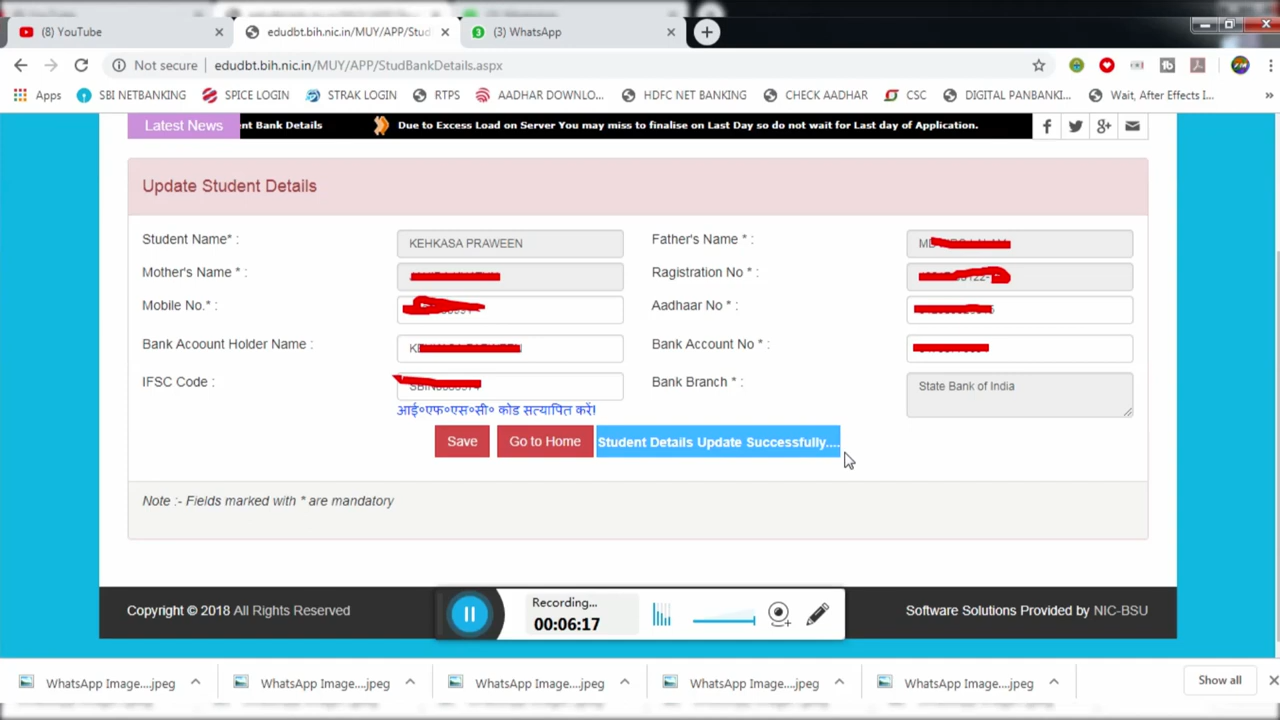 (8) YouTube
edudbt.bih.nic.in/MUY/APP/Stud
(3) WhatsApp
Not secure
edudbt.bih.nic.in/MUY/APP/StudBankDetails.aspx
Apps
SBI NETBANKING
SPICE LOGIN
STRAK LOGIN
RTPS
AADHAR DOWNLO...
HDFC NET BANKING
CHECK AADHAR
CSC
DIGITAL PANBANKI...
Wait, After Effects I...
Latest News
nt Bank Details
Due to Excess Load on Server You may miss to finalise on Last Day so do not wait for Last day of Application.
Update Student Details
Student Name* :
KEHKASA PRAWEEN
Father's Name * :
Mother's Name * :
Ragistration No * :
Mobile No.* :
Aadhaar No * :
Bank Acoount Holder Name :
Bank Account No * :
IFSC Code :
Bank Branch * :
State Bank of India
आई०एफ०एस०सी० कोड सत्यापित करें!
Save
Go to Home
Student Details Update Successfully....
Note :- Fields marked with * are mandatory
Copyright © 2018 All Rights Reserved
Recording...
00:06:17
Software Solutions Provided by NIC-BSU
WhatsApp Image....jpeg
WhatsApp Image....jpeg
WhatsApp Image....jpeg
WhatsApp Image....jpeg
WhatsApp Image....jpeg
Show all